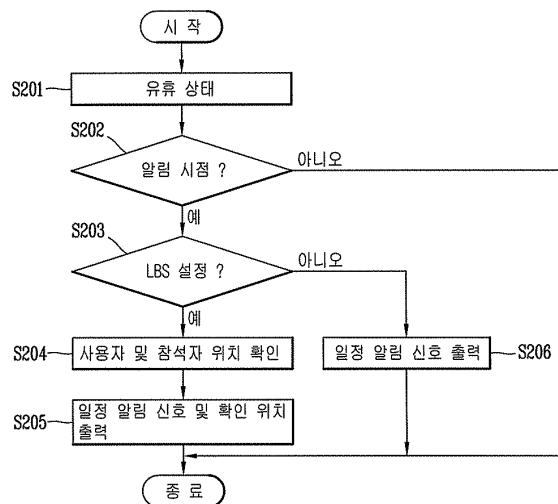 시 작
S201
유휴 상태
S202
알림 시점 ?
아니오
예
S203
LBS 설정 ?
아니오
예
S204
사용자 및 참석자 위치 확인
일정 알림 신호 출력
S206
S205
일정 알림 신호 및 확인 위치
출력
종 료